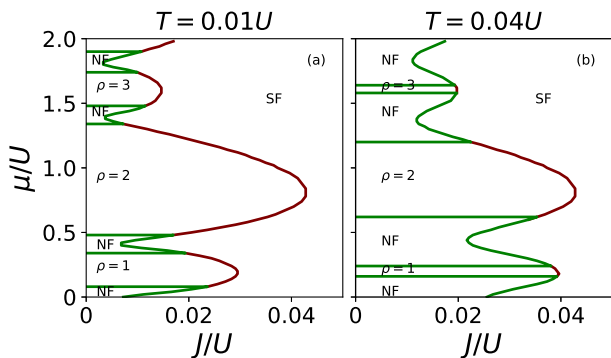 T = 0.01U
T = 0.04U
2.0
1.5
1.0
0.5
0
μ/U
NF
(a)
ρ = 3
SF
NF
ρ = 2
NF
ρ = 1
NF
0
0.02
0.04
J/U
NF
(b)
ρ = 3
SF
NF
ρ = 2
NF
ρ = 1
NF
0
0.02
0.04
J/U